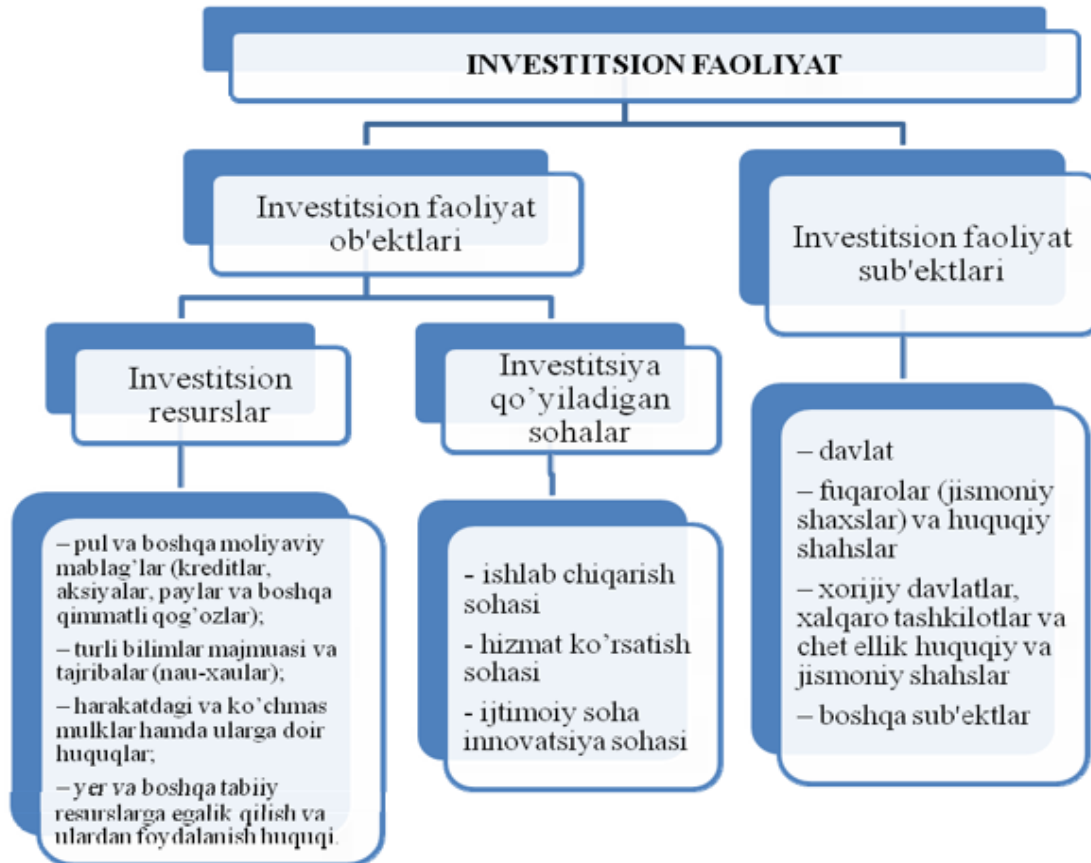 INVESTITSION FAOLIYAT
Investitsion faoliyat
ob'ektlari
Investitsion faoliyat
sub'ektlari
Investitsion
resurslar
Investitsiya
qo’yiladigan
sohalar
– pul va boshqa moliyaviy
mablag’lar (kreditlar,
aksiyalar, paylar va boshqa
qimmatli qog’ozlar);
– turli bilimlar majmuasi va
tajribalar (nau-xaular);
– harakatdagi va ko’chmas
mulklar hamda ularga doir
huquqlar;
– yer va boshqa tabiiy
resurslarga egalik qilish va
ulardan foydalanish huquqi.
- ishlab chiqarish
sohasi
- hizmat ko’rsatish
sohasi
- ijtimoiy soha
innovatsiya sohasi
– davlat
– fuqarolar (jismoniy
shaxslar) va huquqiy
shahslar
– xorijiy davlatlar,
xalqaro tashkilotlar va
chet ellik huquqiy va
jismoniy shahslar
– boshqa sub'ektlar